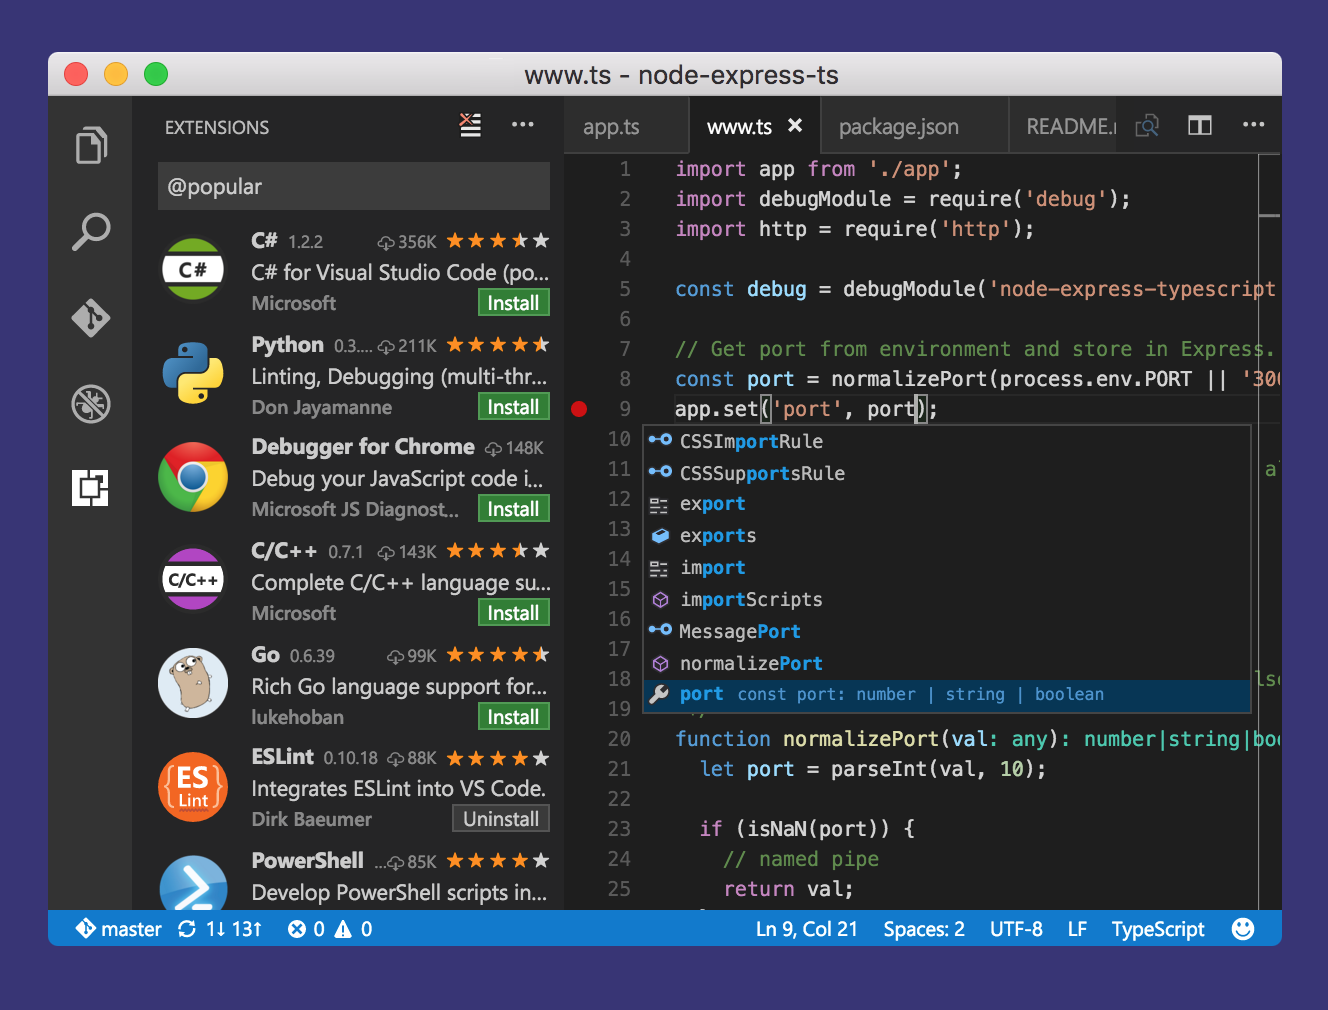 www.ts - node-express-ts
EXTENSIONS
@popular
C# 1.2.2 356K
C# for Visual Studio Code (po...
Microsoft Install
C#
Python 0.3.... 211K
Linting, Debugging (multi-thr...
Don Jayamanne Install
Debugger for Chrome 148K
Debug your JavaScript code i...
Microsoft JS Diagnost... Install
C/C++ 0.7.1 143K
Complete C/C++ language su...
Microsoft Install
C/C++
Go 0.6.39 99K
Rich Go language support for...
lukehoban Install
ESLint 0.10.18 88K
Integrates ESLint into VS Code.
Dirk Baeumer Uninstall
{ES
Lint}
PowerShell ... 85K
Develop PowerShell scripts in...
app.ts www.ts × package.json README.
1 import app from './app';
2 import debugModule = require('debug');
3 import http = require('http');
4
5 const debug = debugModule('node-express-typescript
6
7 // Get port from environment and store in Express.
8 const port = normalizePort(process.env.PORT || '300
9 app.set('port', port);
10 CSSImportRule
11 CSSSupportsRule
12 export
13 exports
14 import
15 importScripts
16 MessagePort
17 normalizePort
18 port const port: number | string | boolean
19
20 function normalizePort(val: any): number|string|boo
21 let port = parseInt(val, 10);
22
23 if (isNaN(port)) {
24 // named pipe
25 return val;
master 1↓ 13↑ 0 0 Ln 9, Col 21 Spaces: 2 UTF-8 LF TypeScript